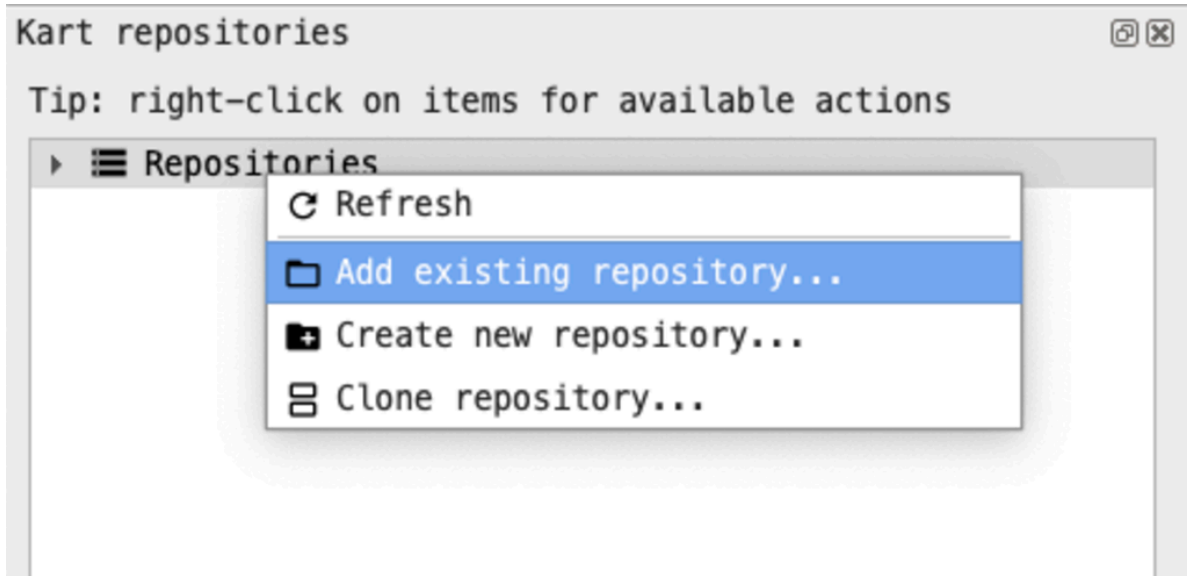 Kart repositories
Tip: right-click on items for available actions
Repositories
Refresh
Add existing repository...
Create new repository...
Clone repository...